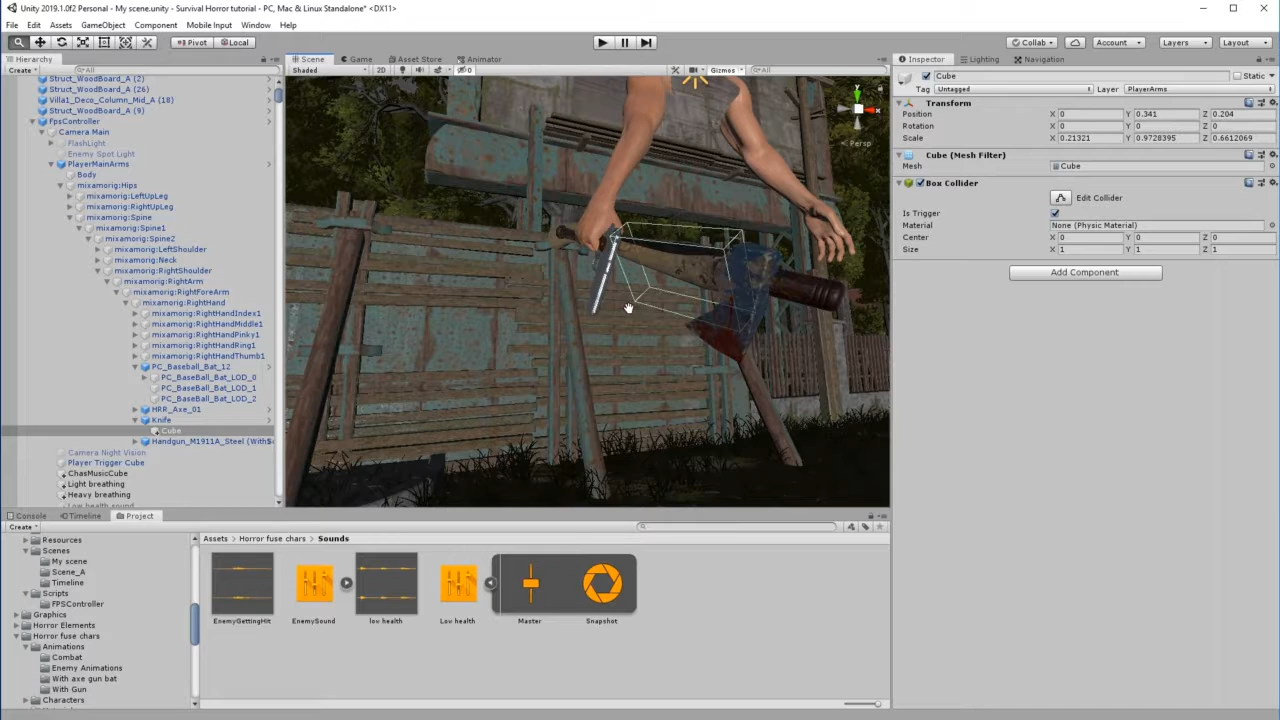 Unity 2019.1.0f2 Personal - My scene.unity - Survival Horror tutorial - PC, Mac & Linux Standalone* <DX11>
File Edit Assets GameObject Component Mobile Input Window Help
Pivot Local Collab Account Layers Layout
Hierarchy Scene Game Asset Store Animator Inspector Lighting Navigation
Create All Shaded 2D 0 Gizmos All
Cube Static
Tag Untagged Layer PlayerArms
Transform
Position X 0 Y 0.341 Z 0.204
Rotation X 0 Y 0 Z 0
Scale X 0.21321 Y 0.9728395 Z 0.6612069
Cube (Mesh Filter)
Mesh Cube
Box Collider
Edit Collider
Is Trigger
Material None (Physic Material)
Center X 0 Y 0 Z 0
Size X 1 Y 1 Z 1
Add Component
y
x
Persp
Struct_WoodBoard_A (2)
Struct_WoodBoard_A (26)
Villa1_Deco_Column_Mid_A (18)
Struct_WoodBoard_A (9)
FpsController
Camera Main
FlashLight
Enemy Spot Light
PlayerMainArms
Body
mixamorig:Hips
mixamorig:LeftUpLeg
mixamorig:RightUpLeg
mixamorig:Spine
mixamorig:Spine1
mixamorig:Spine2
mixamorig:LeftShoulder
mixamorig:Neck
mixamorig:RightShoulder
mixamorig:RightArm
mixamorig:RightForeArm
mixamorig:RightHand
mixamorig:RightHandIndex1
mixamorig:RightHandMiddle1
mixamorig:RightHandPinky1
mixamorig:RightHandRing1
mixamorig:RightHandThumb1
PC_Baseball_Bat_12
PC_BaseBall_Bat_LOD_0
PC_BaseBall_Bat_LOD_1
PC_BaseBall_Bat_LOD_2
HRR_Axe_01
Knife
Cube
Handgun_M1911A_Steel (With
Camera Night Vision
Player Trigger Cube
ChasMusicCube
Light breathing
Heavy breathing
Low health sound
Console Timeline Project
Create
Resources
Scenes
My scene
Scene_A
Timeline
Scripts
FPSController
Graphics
Horror Elements
Horror fuse chars
Animations
Combat
Enemy Animations
With axe gun bat
With Gun
Characters
Assets Horror fuse chars Sounds
EnemyGettingHit EnemySound low health Low health Master Snapshot